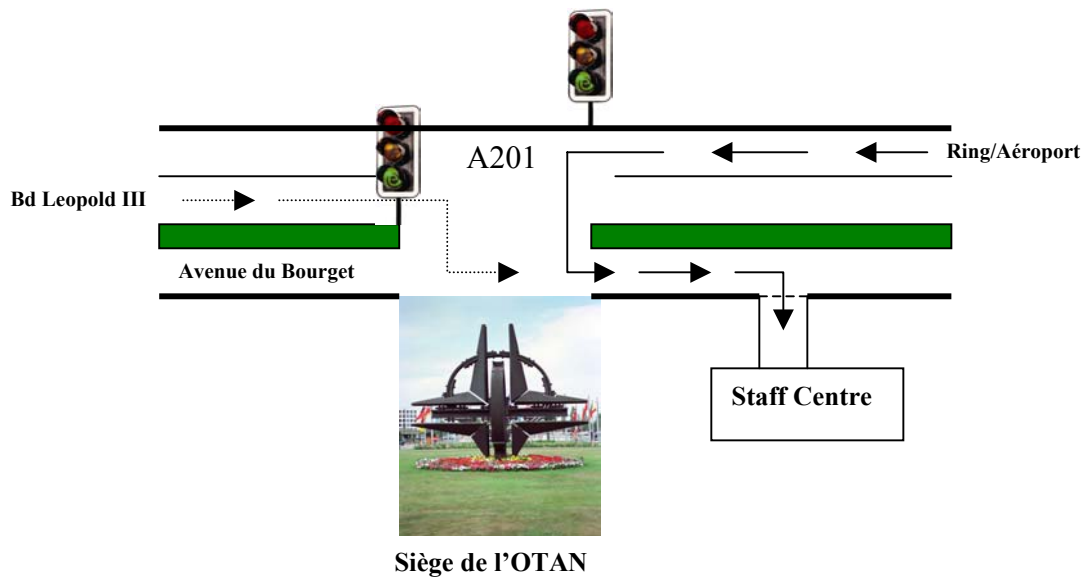 A201
Ring/Aéroport
Bd Leopold III
Avenue du Bourget
Staff Centre
Siège de l’OTAN